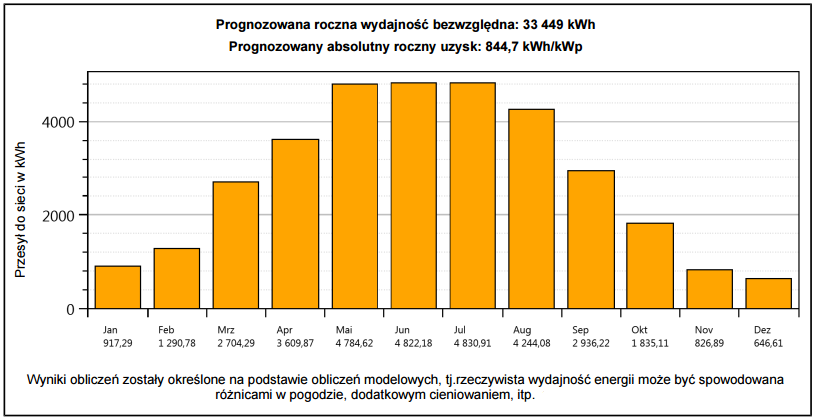 Prognozowana roczna wydajność bezwzględna: 33 449 kWh
Prognozowany absolutny roczny uzysk: 844,7 kWh/kWp
Przesył do sieci w kWh
4000
2000
0
Jan Feb Mrz Apr Mai Jun Jul Aug Sep Okt Nov Dez
917,29 1 290,78 2 704,29 3 609,87 4 784,62 4 822,18 4 830,91 4 244,08 2 936,22 1 835,11 826,89 646,61
Wyniki obliczeń zostały określone na podstawie obliczeń modelowych, tj.rzeczywista wydajność energii może być spowodowana
różnicami w pogodzie, dodatkowym cieniowaniem, itp.